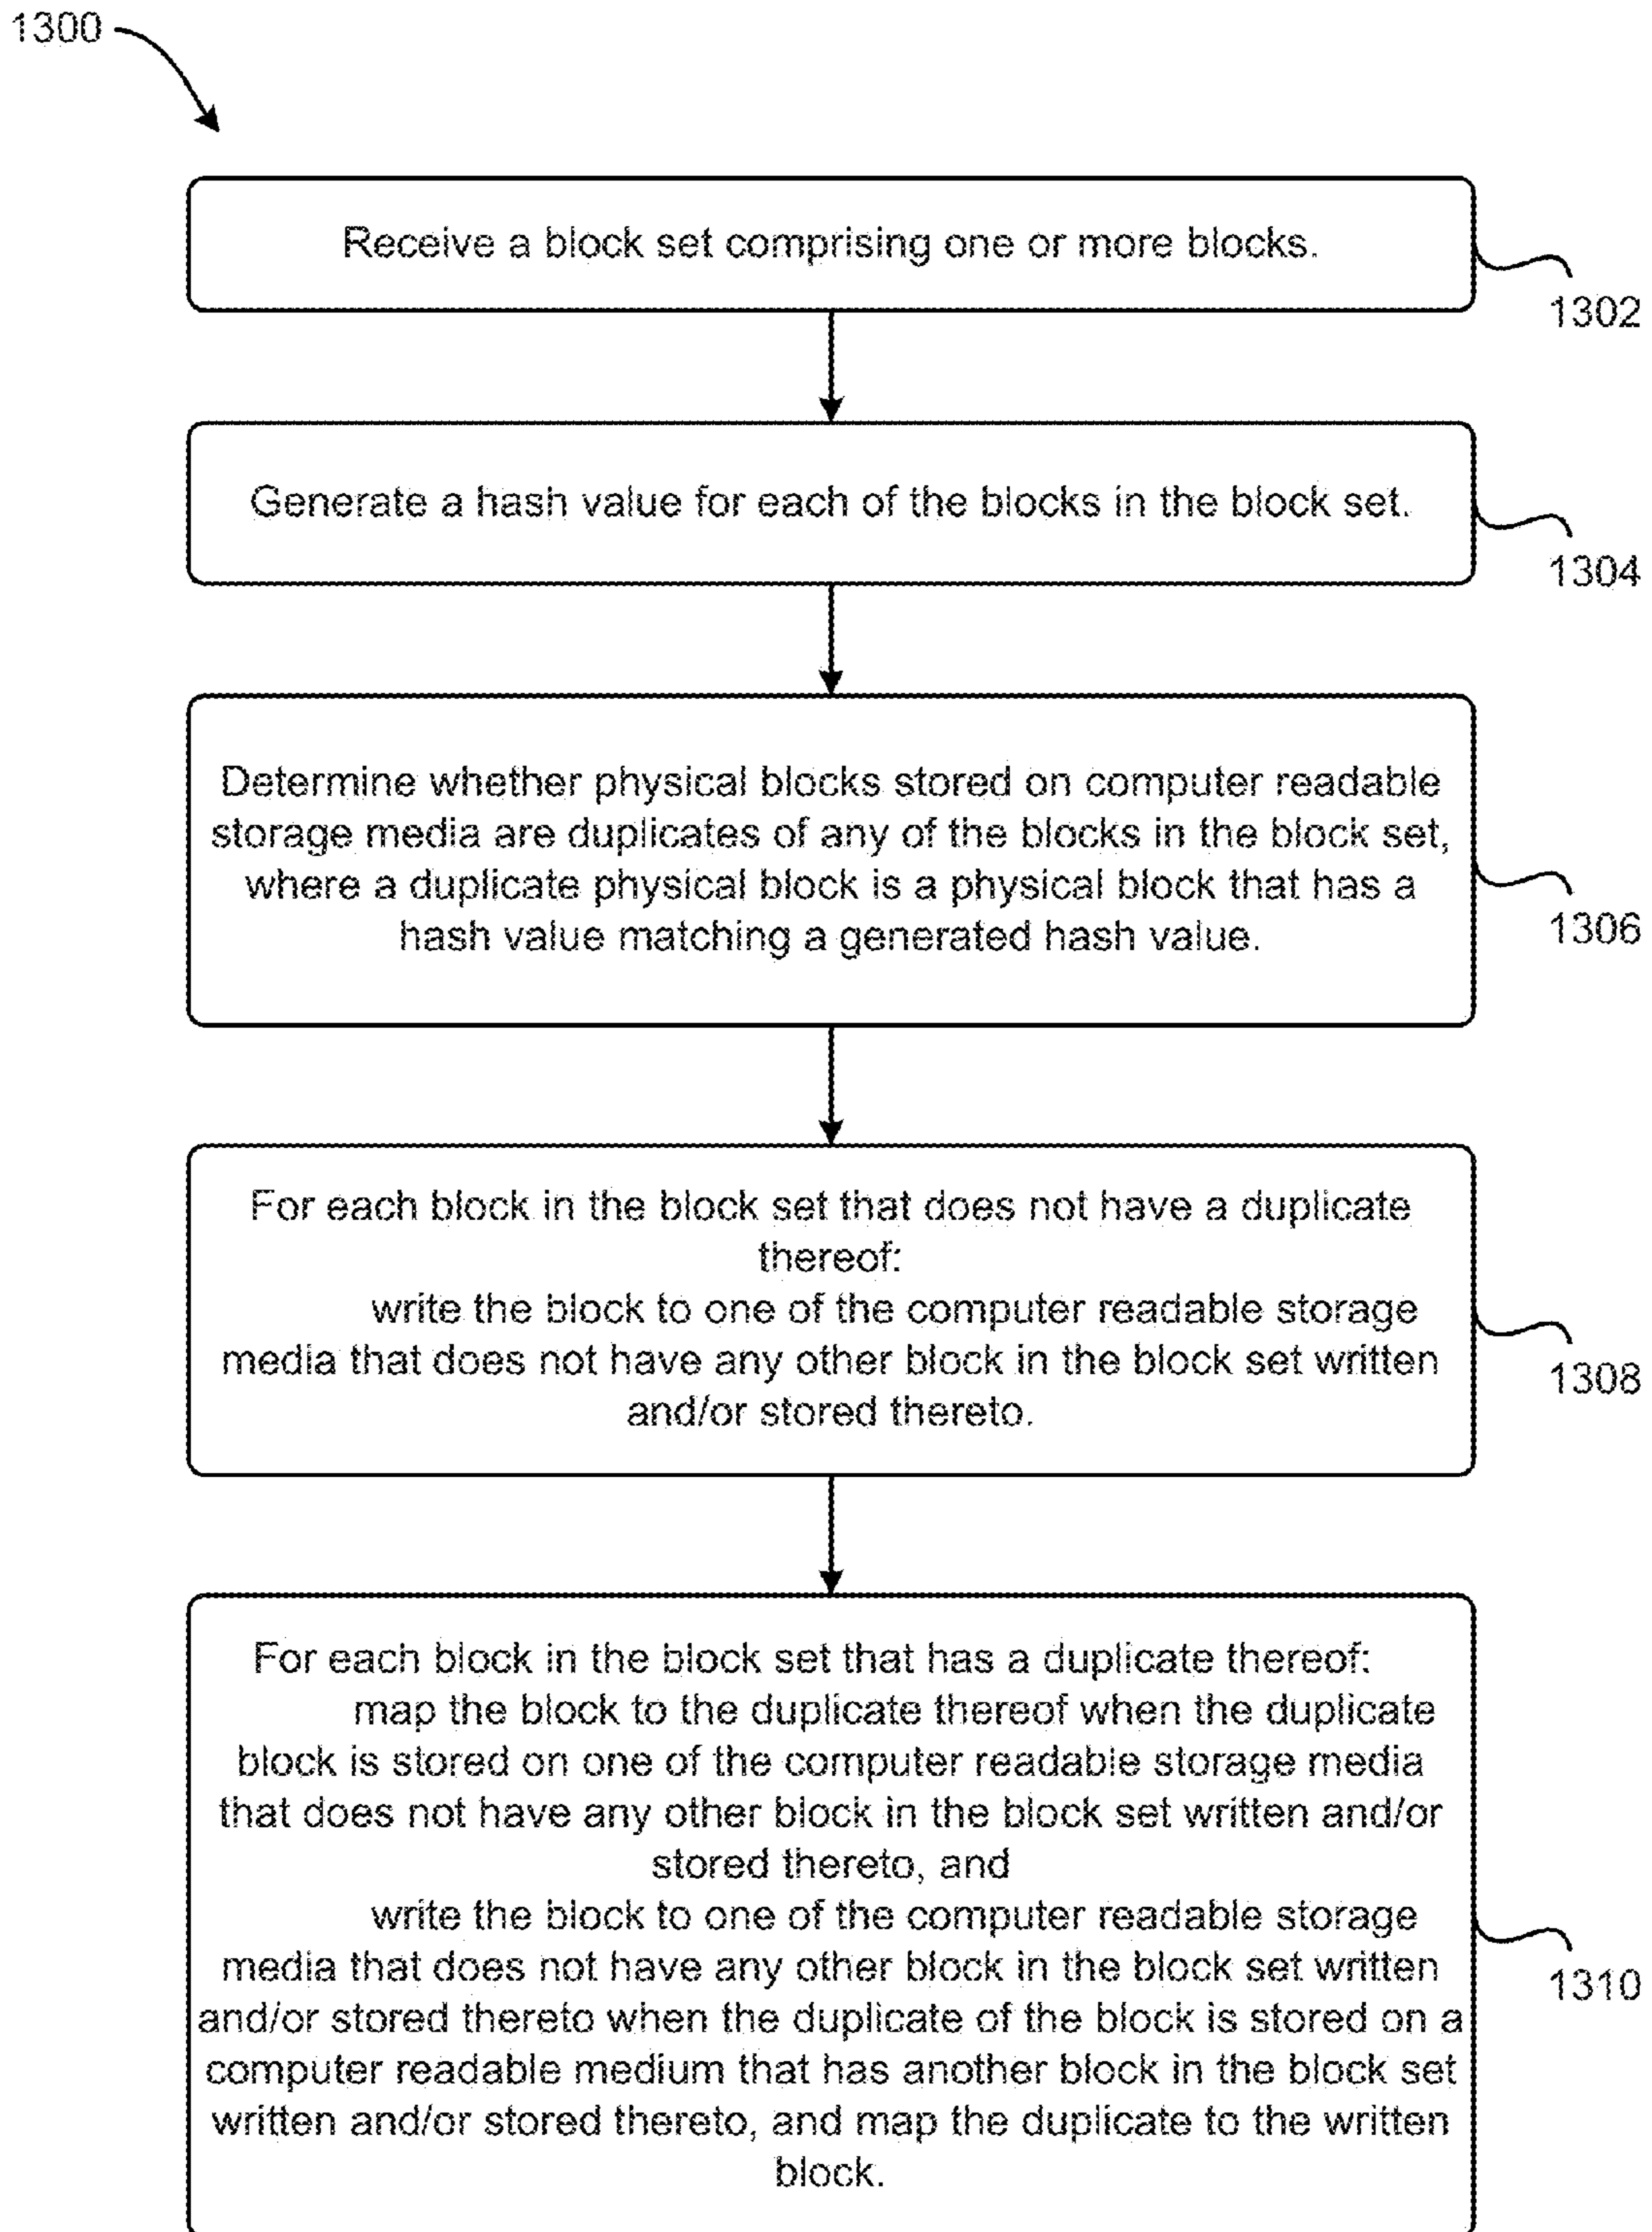 1300
Receive a block set comprising one or more blocks.
1302
Generate a hash value for each of the blocks in the block set.
1304
Determine whether physical blocks stored on computer readable
storage media are duplicates of any of the blocks in the block set,
where a duplicate physical block is a physical block that has a
hash value matching a generated hash value.
1306
For each block in the block set that does not have a duplicate
thereof:
write the block to one of the computer readable storage
media that does not have any other block in the block set written
and/or stored thereto.
1308
For each block in the block set that has a duplicate thereof:
map the block to the duplicate thereof when the duplicate
block is stored on one of the computer readable storage media
that does not have any other block in the block set written and/or
stored thereto, and
write the block to one of the computer readable storage
media that does not have any other block in the block set written
and/or stored thereto when the duplicate of the block is stored on a
computer readable medium that has another block in the block set
written and/or stored thereto, and map the duplicate to the written
block.
1310